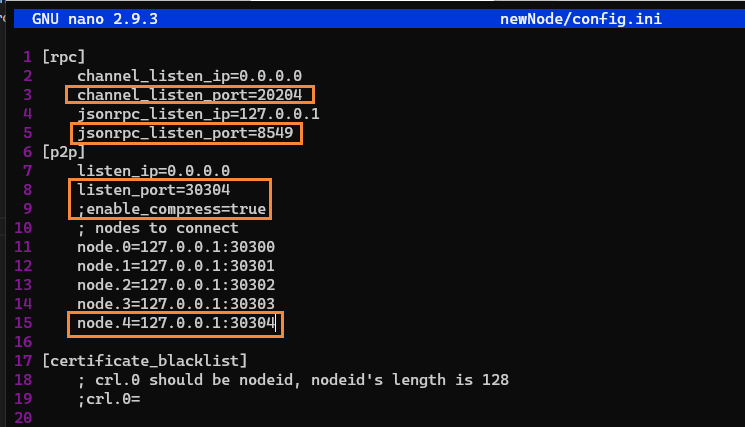 GNU nano 2.9.3 newNode/config.ini
1 [rpc]
2 channel_listen_ip=0.0.0.0
3 channel_listen_port=20204
4 jsonrpc_listen_ip=127.0.0.1
5 jsonrpc_listen_port=8549
6 [p2p]
7 listen_ip=0.0.0.0
8 listen_port=30304
9 ;enable_compress=true
10 ; nodes to connect
11 node.0=127.0.0.1:30300
12 node.1=127.0.0.1:30301
13 node.2=127.0.0.1:30302
14 node.3=127.0.0.1:30303
15 node.4=127.0.0.1:30304
16
17 [certificate_blacklist]
18 ; crl.0 should be nodeid, nodeid's length is 128
19 ;crl.0=
20